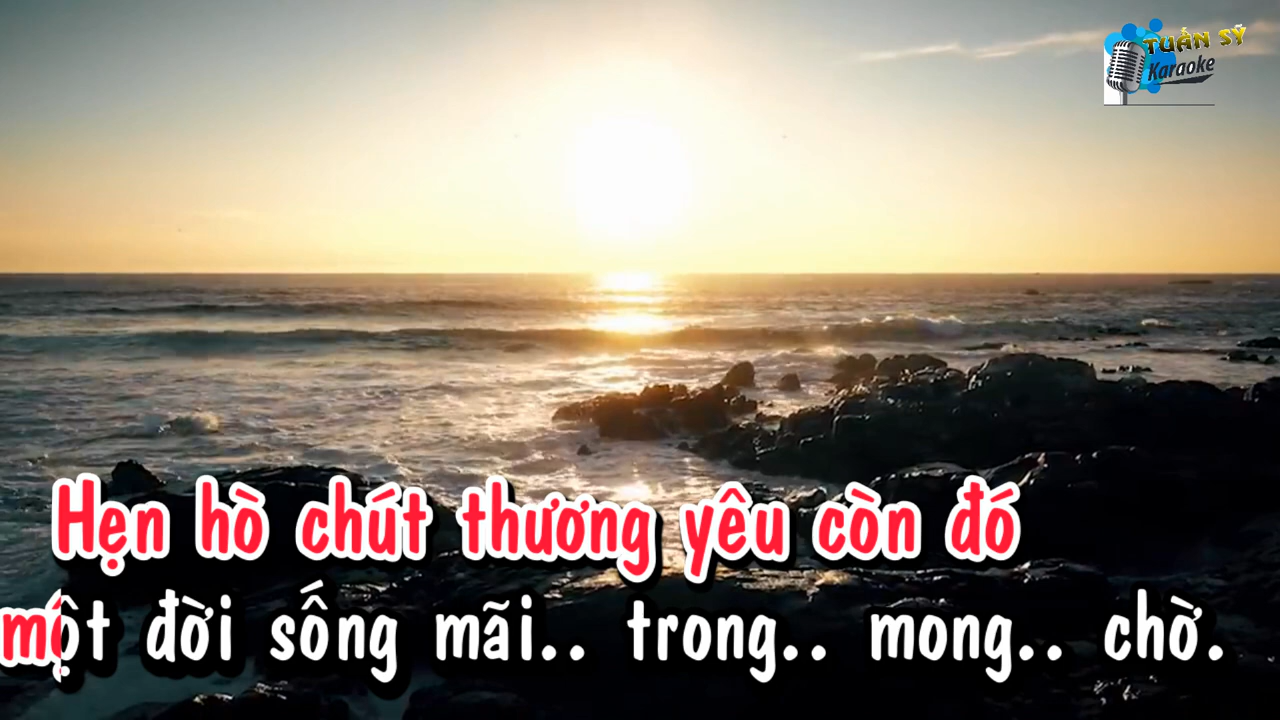 TUẤN SỸ
Karaoke
Hẹn hò chút thương yêu còn đó
một đời sống mãi.. trong.. mong.. chờ.